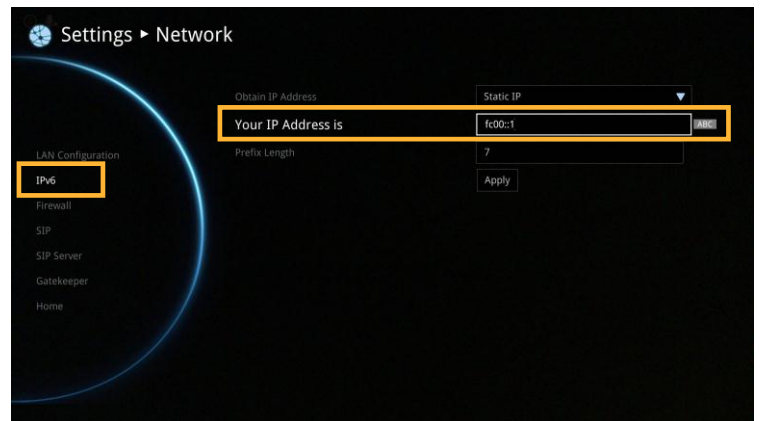 Settings ▸ Network
Obtain IP Address Static IP
Your IP Address is fc00::1 ABC
Prefix Length 7
Apply
LAN Configuration
IPv6
Firewall
SIP
SIP Server
Gatekeeper
Home